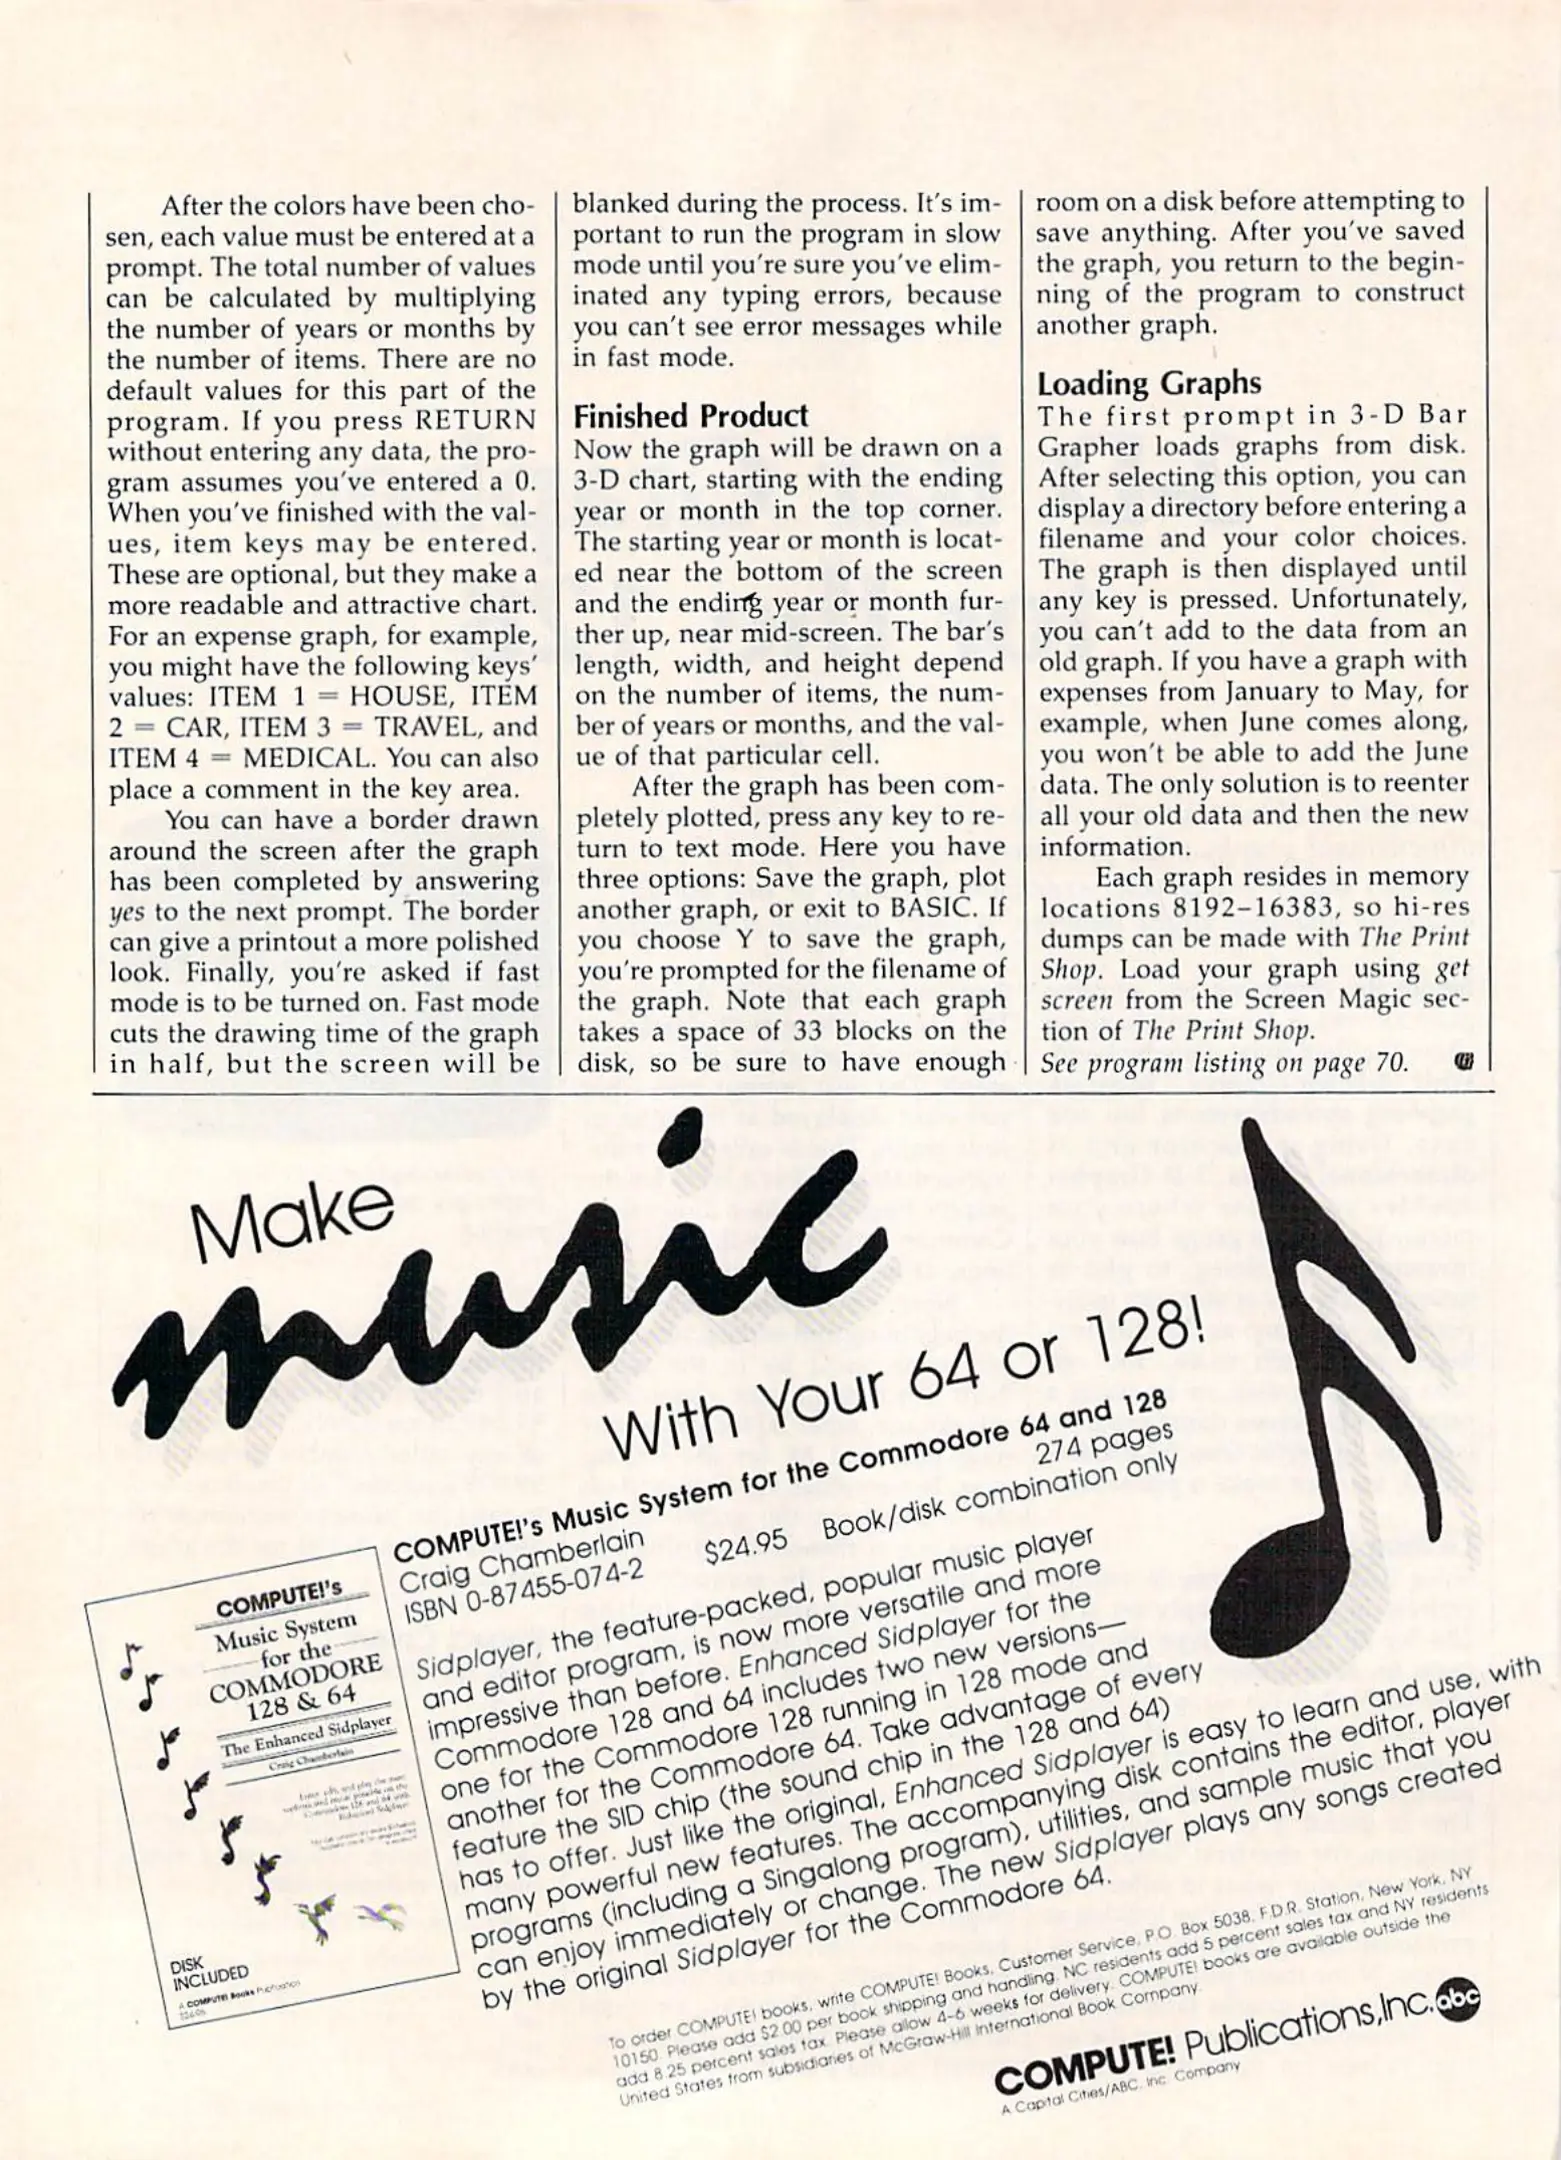 After the colors have been cho-
sen, each value must be entered at a
prompt. The total number of values
can be calculated by multiplying
the number of years or months by
the number of items. There are no
default values for this part of the
program. If you press RETURN
without entering any data, the pro-
gram assumes you've entered a 0.
When you've finished with the val-
ues, item keys may be entered.
These are optional, but they make a
more readable and attractive chart.
For an expense graph, for example,
you might have the following keys'
values: ITEM 1 = HOUSE, ITEM
2 = CAR, ITEM 3 = TRAVEL, and
ITEM 4 = MEDICAL. You can also
place a comment in the key area.
You can have a border drawn
around the screen after the graph
has been completed by answering
yes to the next prompt. The border
can give a printout a more polished
look. Finally, you're asked if fast
mode is to be turned on. Fast mode
cuts the drawing time of the graph
in half, but the screen will be
blanked during the process. It's im-
portant to run the program in slow
mode until you're sure you've elim-
inated any typing errors, because
you can't see error messages while
in fast mode.
Finished Product
Now the graph will be drawn on a
3-D chart, starting with the ending
year or month in the top corner.
The starting year or month is locat-
ed near the bottom of the screen
and the ending year or month fur-
ther up, near mid-screen. The bar's
length, width, and height depend
on the number of items, the num-
ber of years or months, and the val-
ue of that particular cell.
After the graph has been com-
pletely plotted, press any key to re-
turn to text mode. Here you have
three options: Save the graph, plot
another graph, or exit to BASIC. If
you choose Y to save the graph,
you're prompted for the filename of
the graph. Note that each graph
takes a space of 33 blocks on the
disk, so be sure to have enough
room on a disk before attempting to
save anything. After you've saved
the graph, you return to the begin-
ning of the program to construct
another graph.
Loading Graphs
The first prompt in 3-D Bar
Grapher loads graphs from disk.
After selecting this option, you can
display a directory before entering a
filename and your color choices.
The graph is then displayed until
any key is pressed. Unfortunately,
you can't add to the data from an
old graph. If you have a graph with
expenses from January to May, for
example, when June comes along,
you won't be able to add the June
data. The only solution is to reenter
all your old data and then the new
information.
Each graph resides in memory
locations 8192–16383, so hi-res
dumps can be made with The Print
Shop. Load your graph using get
screen from the Screen Magic sec-
tion of The Print Shop.
See program listing on page 70.
Make
music
With Your 64 or 128!
COMPUTE!'s Music System for the Commodore 64 and 128
Craig Chamberlain 274 pages
ISBN 0-87455-074-2 $24.95 Book/disk combination only
Sidplayer, the feature-packed, popular music player
and editor program, is now more versatile and more
impressive than before. Enhanced Sidplayer for the
Commodore 128 and 64 includes two new versions—
one for the Commodore 128 running in 128 mode and
another for the Commodore 64. Take advantage of every
feature the SID chip (the sound chip in the 128 and 64)
has to offer. Just like the original, Enhanced Sidplayer is easy to learn and use, with
many powerful new features. The accompanying disk contains the editor, player
programs (including a Singalong program), utilities, and sample music that you
can enjoy immediately or change. The new Sidplayer plays any songs created
by the original Sidplayer for the Commodore 64.
COMPUTE!'s
Music System
for the
COMMODORE
128 & 64
The Enhanced Sidplayer
Craig Chamberlain
DISK
INCLUDED
A COMPUTE! Books Publication
To order COMPUTE! books, write COMPUTE! Books, Customer Service, P.O. Box 5038, F.D.R. Station, New York, NY
10150. Please add $2.00 per book shipping and handling. NC residents add 5 percent sales tax and NY residents
add 8.25 percent sales tax. Please allow 4–6 weeks for delivery. COMPUTE! books are available outside the
United States from subsidiaries of McGraw-Hill International Book Company.
COMPUTE! Publications, Inc. abc
A Capital Cities/ABC, Inc. Company